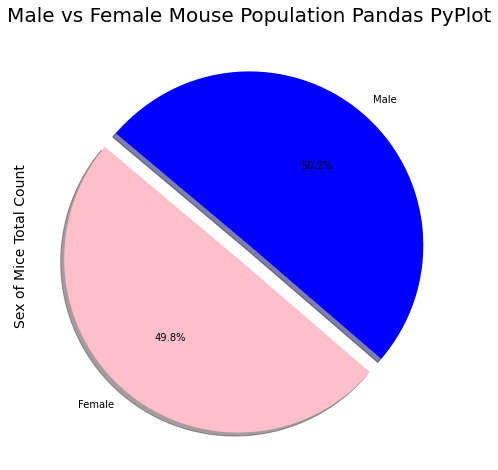 Male vs Female Mouse Population Pandas PyPlot
Male
50.2%
Sex of Mice Total Count
49.8%
Female